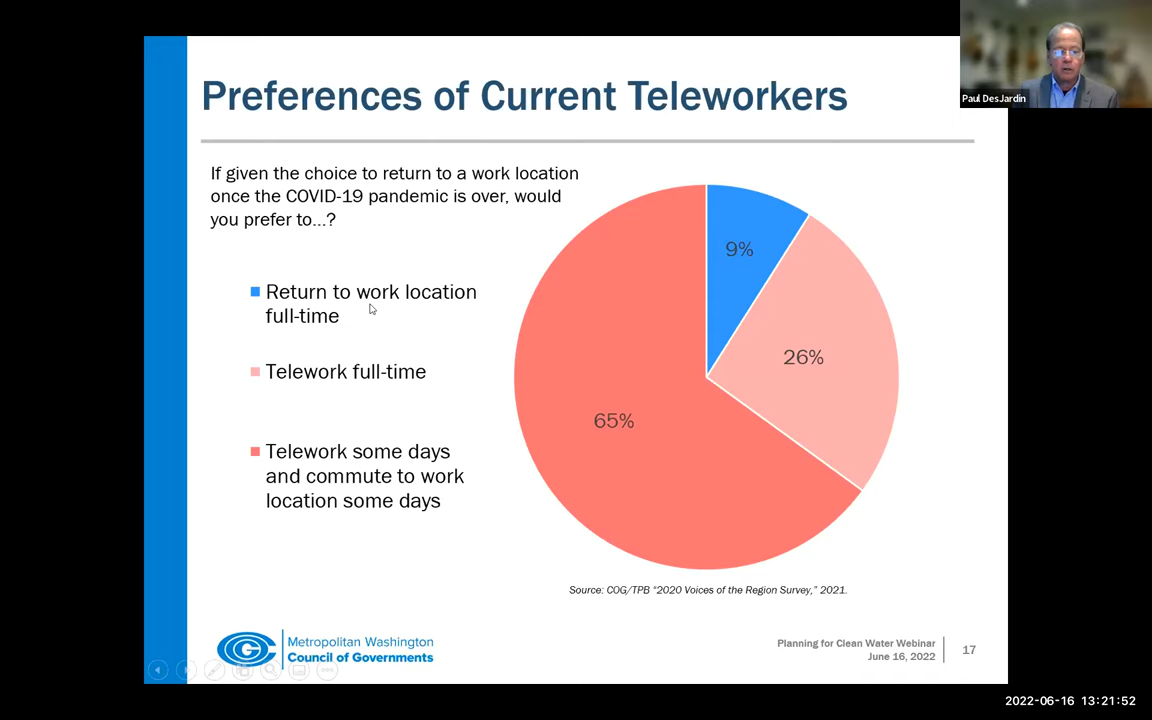 Preferences of Current Teleworkers
Paul DesJardin
If given the choice to return to a work location
once the COVID-19 pandemic is over, would
you prefer to...?
Return to work location
full-time
Telework full-time
Telework some days
and commute to work
location some days
9%
26%
65%
Source: COG/TPB “2020 Voices of the Region Survey,” 2021.
Metropolitan Washington
Council of Governments
Planning for Clean Water Webinar
June 16, 2022
17
2022-06-16 13:21:52